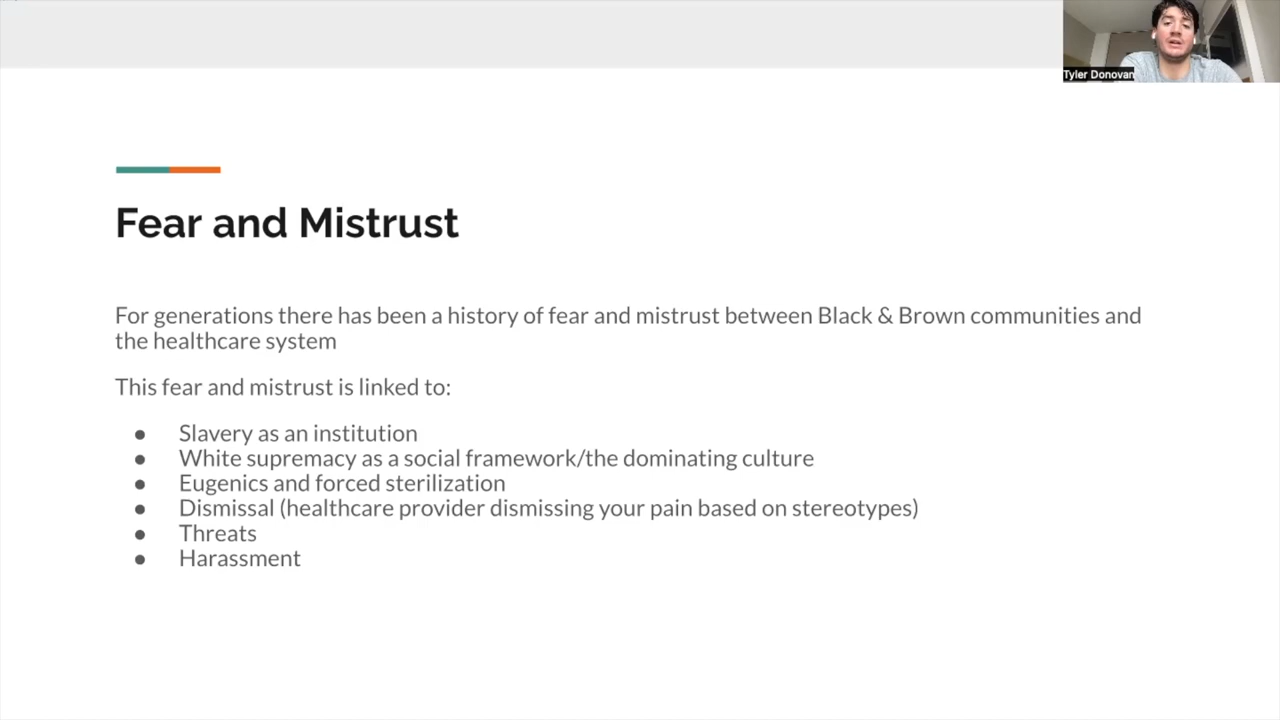 Tyler Donovan
Fear and Mistrust
For generations there has been a history of fear and mistrust between Black & Brown communities and
the healthcare system
This fear and mistrust is linked to:
● Slavery as an institution
● White supremacy as a social framework/the dominating culture
● Eugenics and forced sterilization
● Dismissal (healthcare provider dismissing your pain based on stereotypes)
● Threats
● Harassment